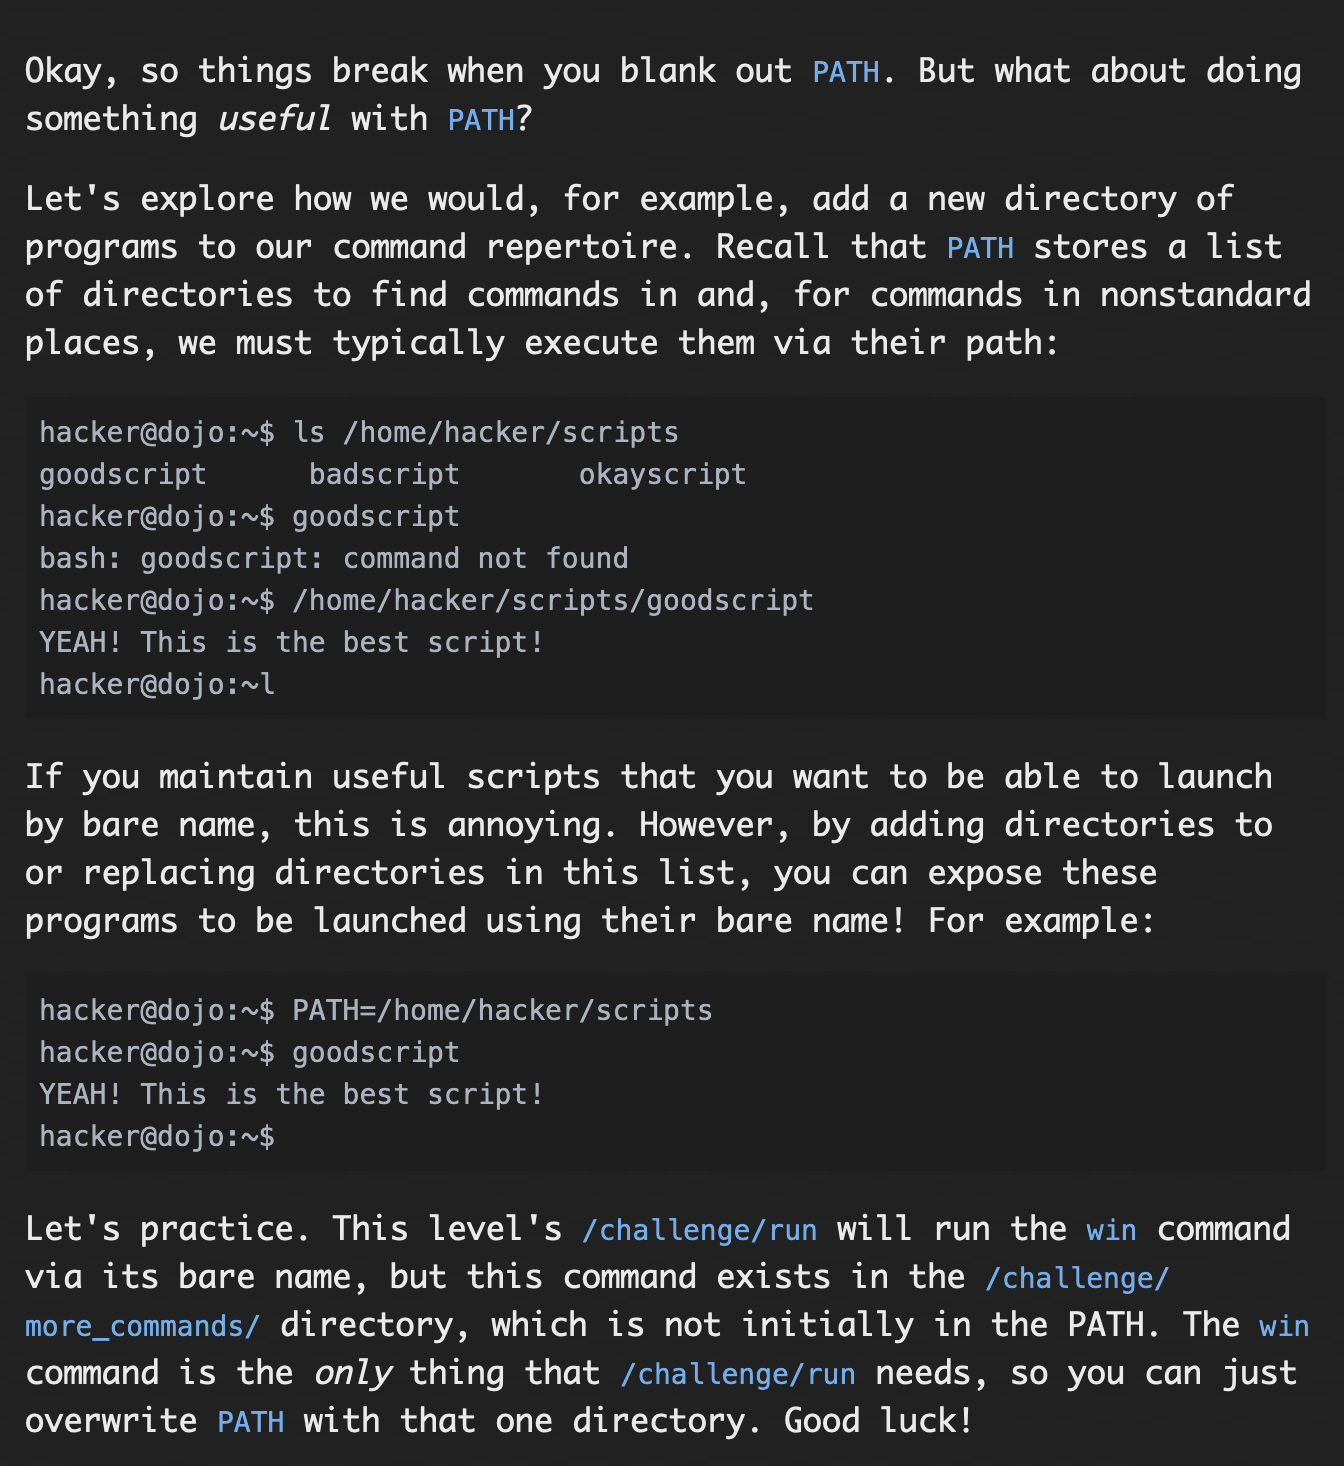 Okay, so things break when you blank out PATH. But what about doing
something useful with PATH?
Let's explore how we would, for example, add a new directory of
programs to our command repertoire. Recall that PATH stores a list
of directories to find commands in and, for commands in nonstandard
places, we must typically execute them via their path:
hacker@dojo:~$ ls /home/hacker/scripts
goodscript      badscript       okayscript
hacker@dojo:~$ goodscript
bash: goodscript: command not found
hacker@dojo:~$ /home/hacker/scripts/goodscript
YEAH! This is the best script!
hacker@dojo:~l
If you maintain useful scripts that you want to be able to launch
by bare name, this is annoying. However, by adding directories to
or replacing directories in this list, you can expose these
programs to be launched using their bare name! For example:
hacker@dojo:~$ PATH=/home/hacker/scripts
hacker@dojo:~$ goodscript
YEAH! This is the best script!
hacker@dojo:~$
Let's practice. This level's /challenge/run will run the win command
via its bare name, but this command exists in the /challenge/
more_commands/ directory, which is not initially in the PATH. The win
command is the only thing that /challenge/run needs, so you can just
overwrite PATH with that one directory. Good luck!